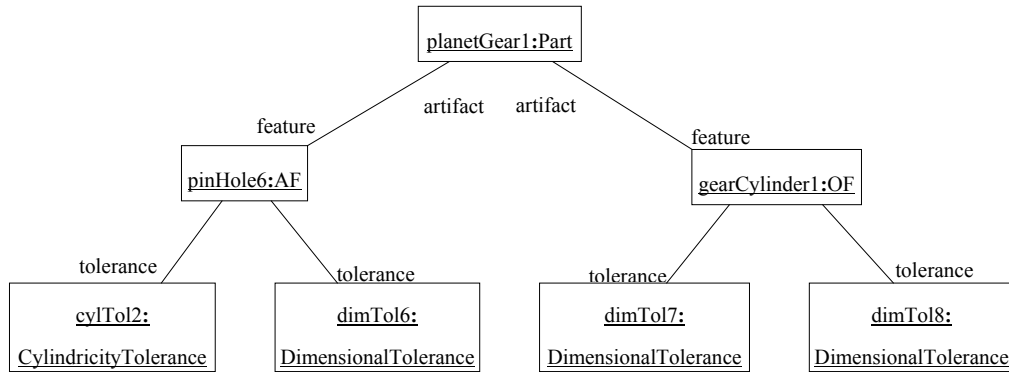 planetGear1:Part
artifact artifact
feature
feature
pinHole6:AF
gearCylinder1:OF
tolerance
tolerance
tolerance
tolerance
cylTol2:
CylindricityTolerance
dimTol6:
DimensionalTolerance
dimTol7:
DimensionalTolerance
dimTol8:
DimensionalTolerance